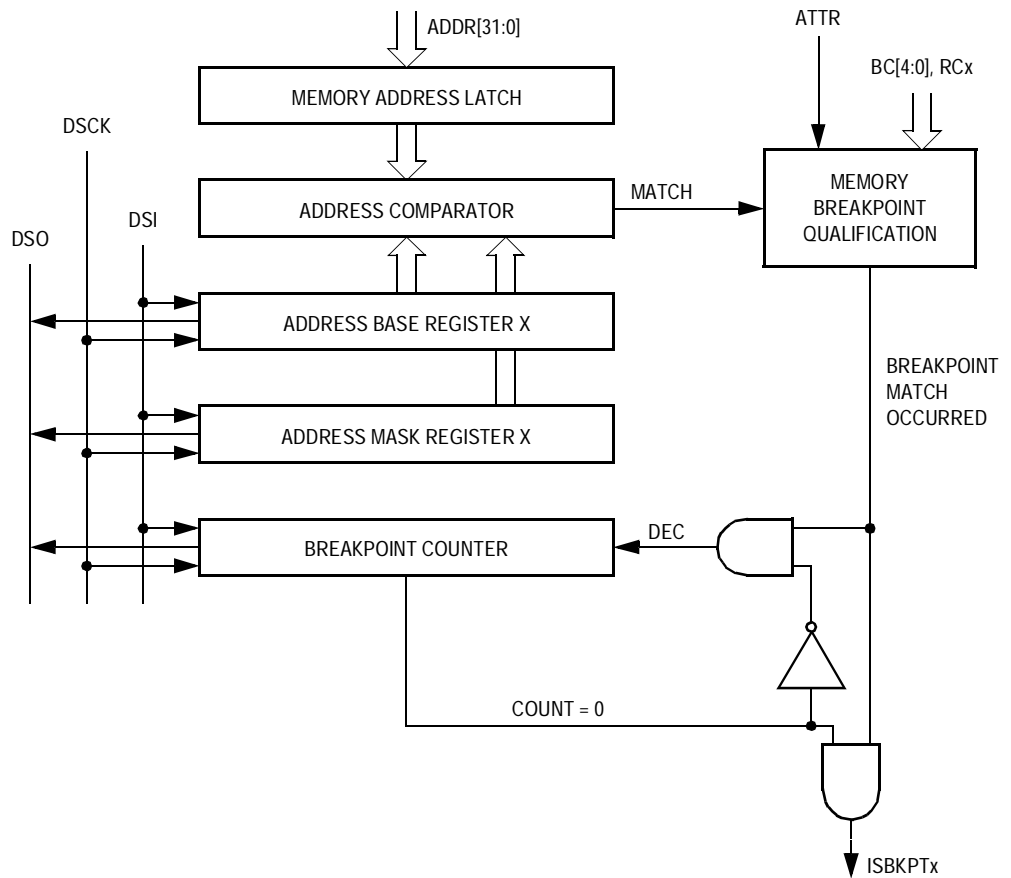 ADDR[31:0]
ATTR
BC[4:0], RCx
MEMORY ADDRESS LATCH
DSCK
MEMORY
BREAKPOINT
QUALIFICATION
MATCH
ADDRESS COMPARATOR
DSI
DSO
ADDRESS BASE REGISTER X
BREAKPOINT
MATCH
OCCURRED
ADDRESS MASK REGISTER X
DEC
BREAKPOINT COUNTER
COUNT = 0
ISBKPTx